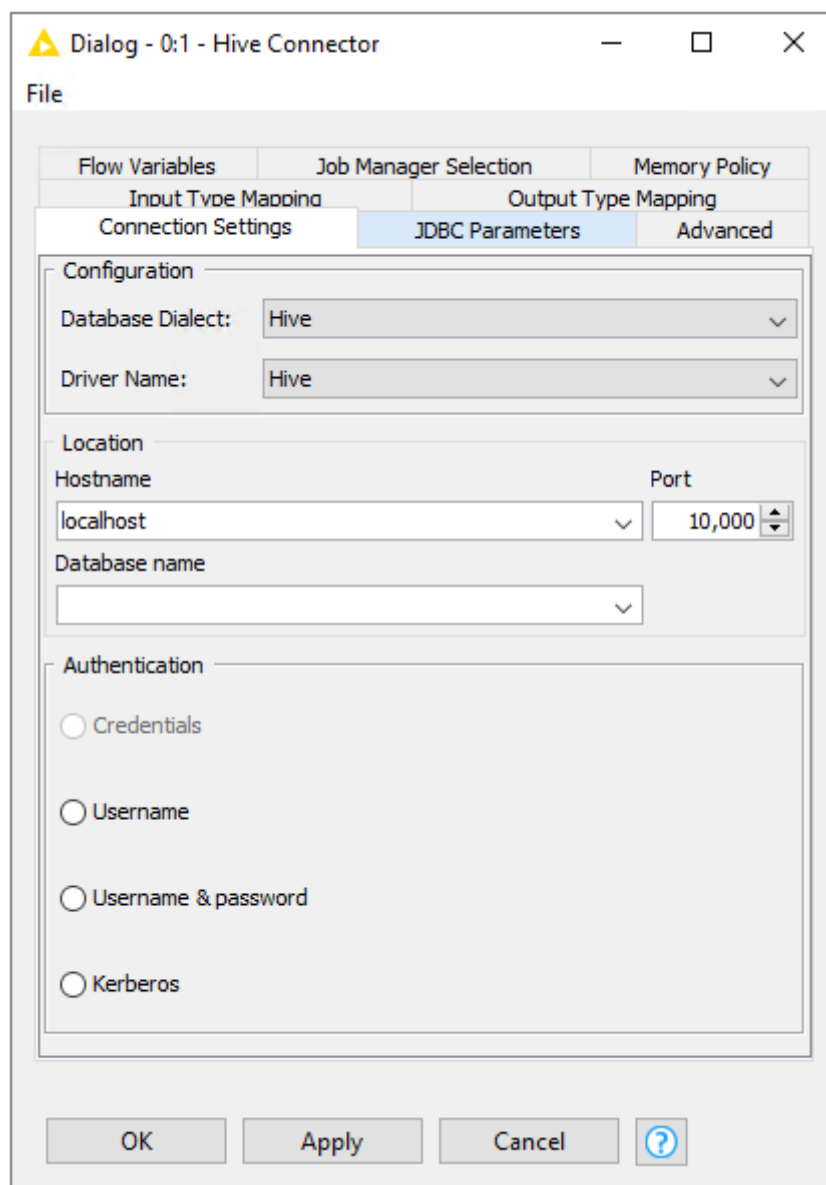 Dialog - 0:1 - Hive Connector
File
Flow Variables Job Manager Selection Memory Policy
Input Type Mapping Output Type Mapping
Connection Settings JDBC Parameters Advanced
Configuration
Database Dialect: Hive
Driver Name: Hive
Location
Hostname Port
localhost 10,000
Database name
Authentication
Credentials
Username
Username & password
Kerberos
OK Apply Cancel ?